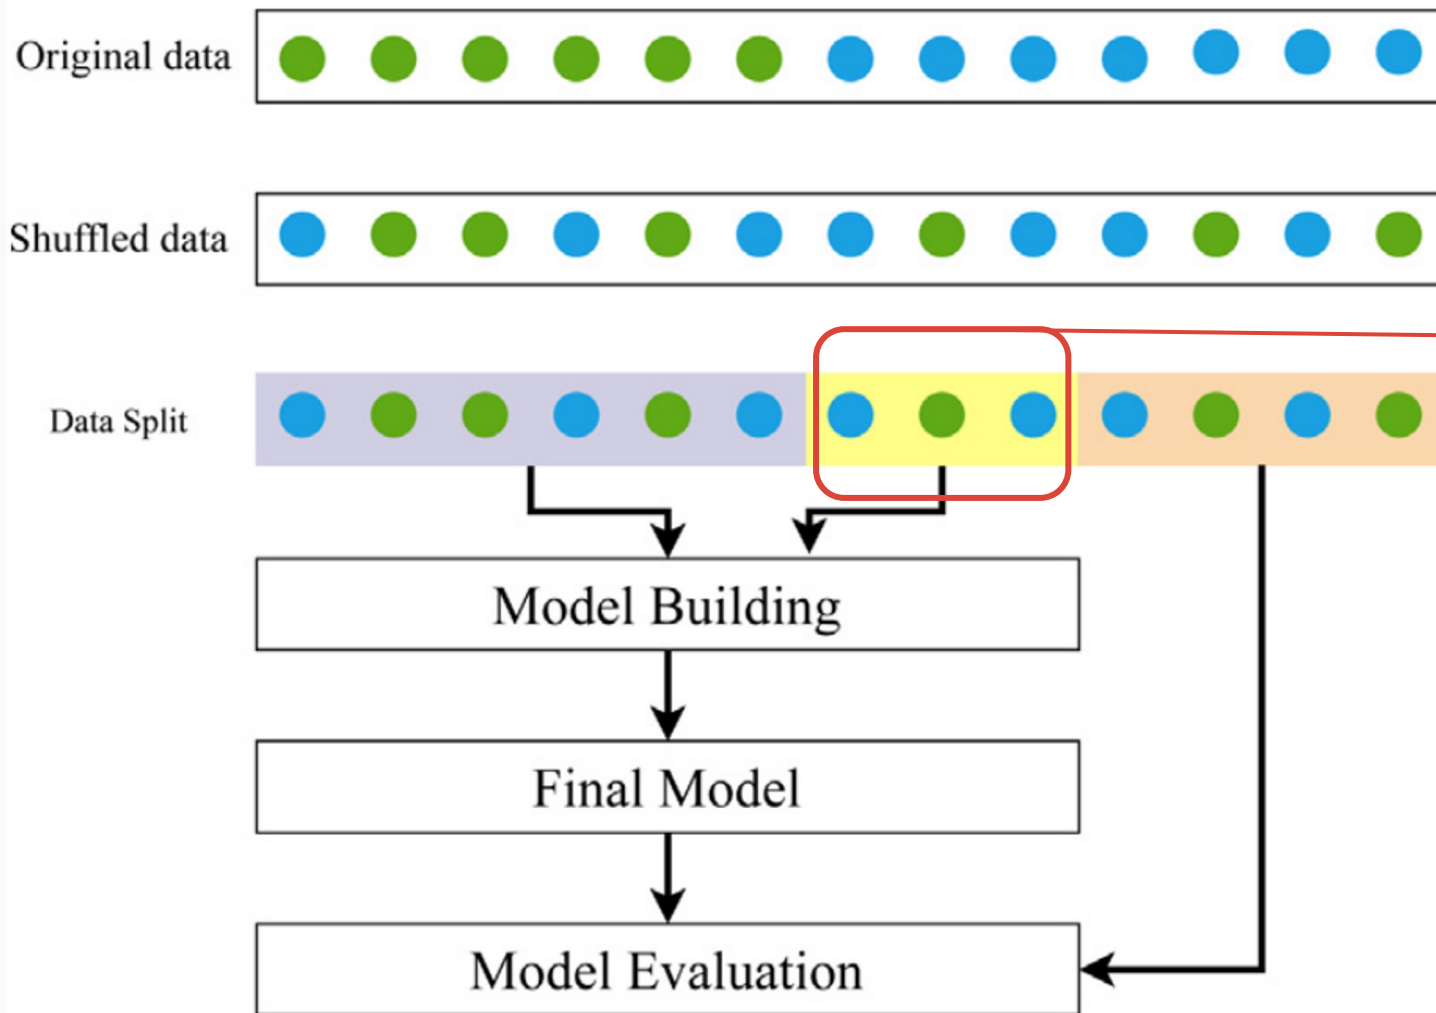 Original data
Shuffled data
Data Split
Model Building
Final Model
Model Evaluation